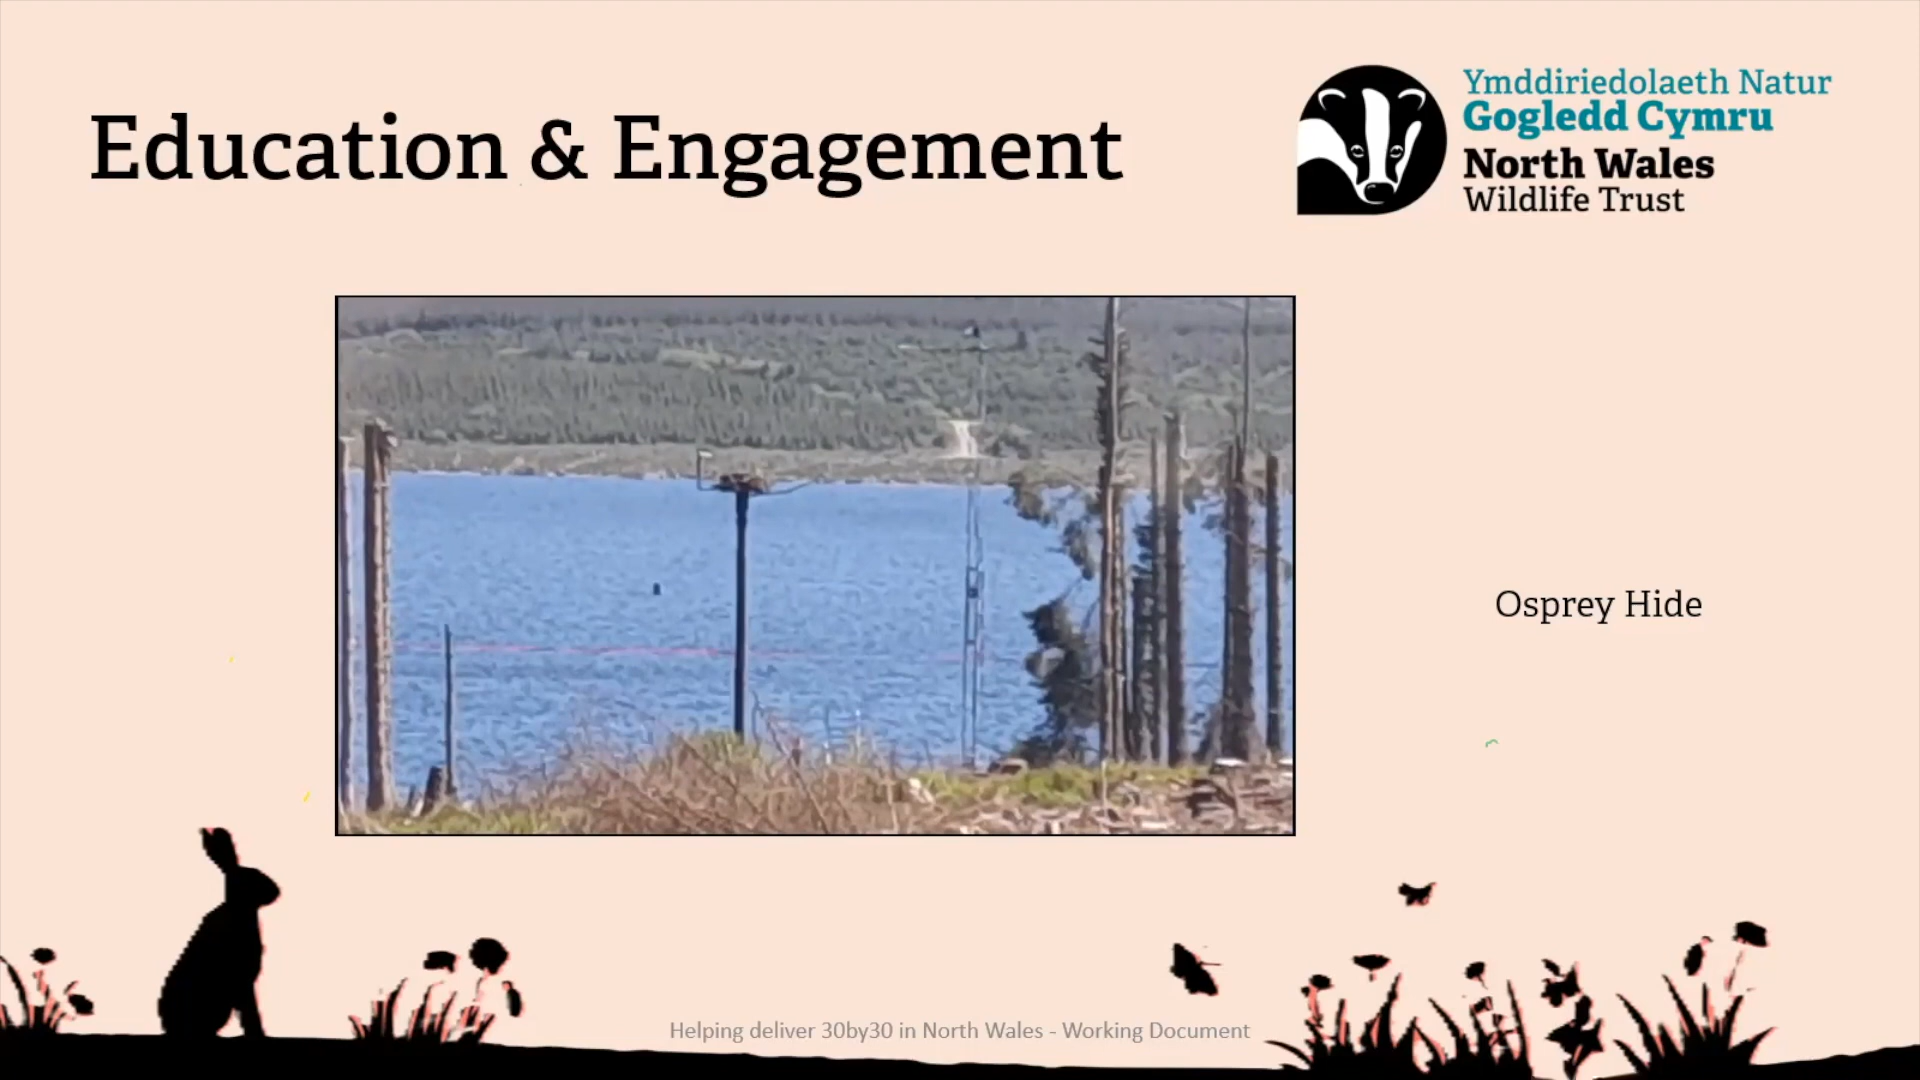 Education & Engagement
Ymddiriedolaeth Natur
Gogledd Cymru
North Wales
Wildlife Trust
Osprey Hide
Helping deliver 30by30 in North Wales - Working Document